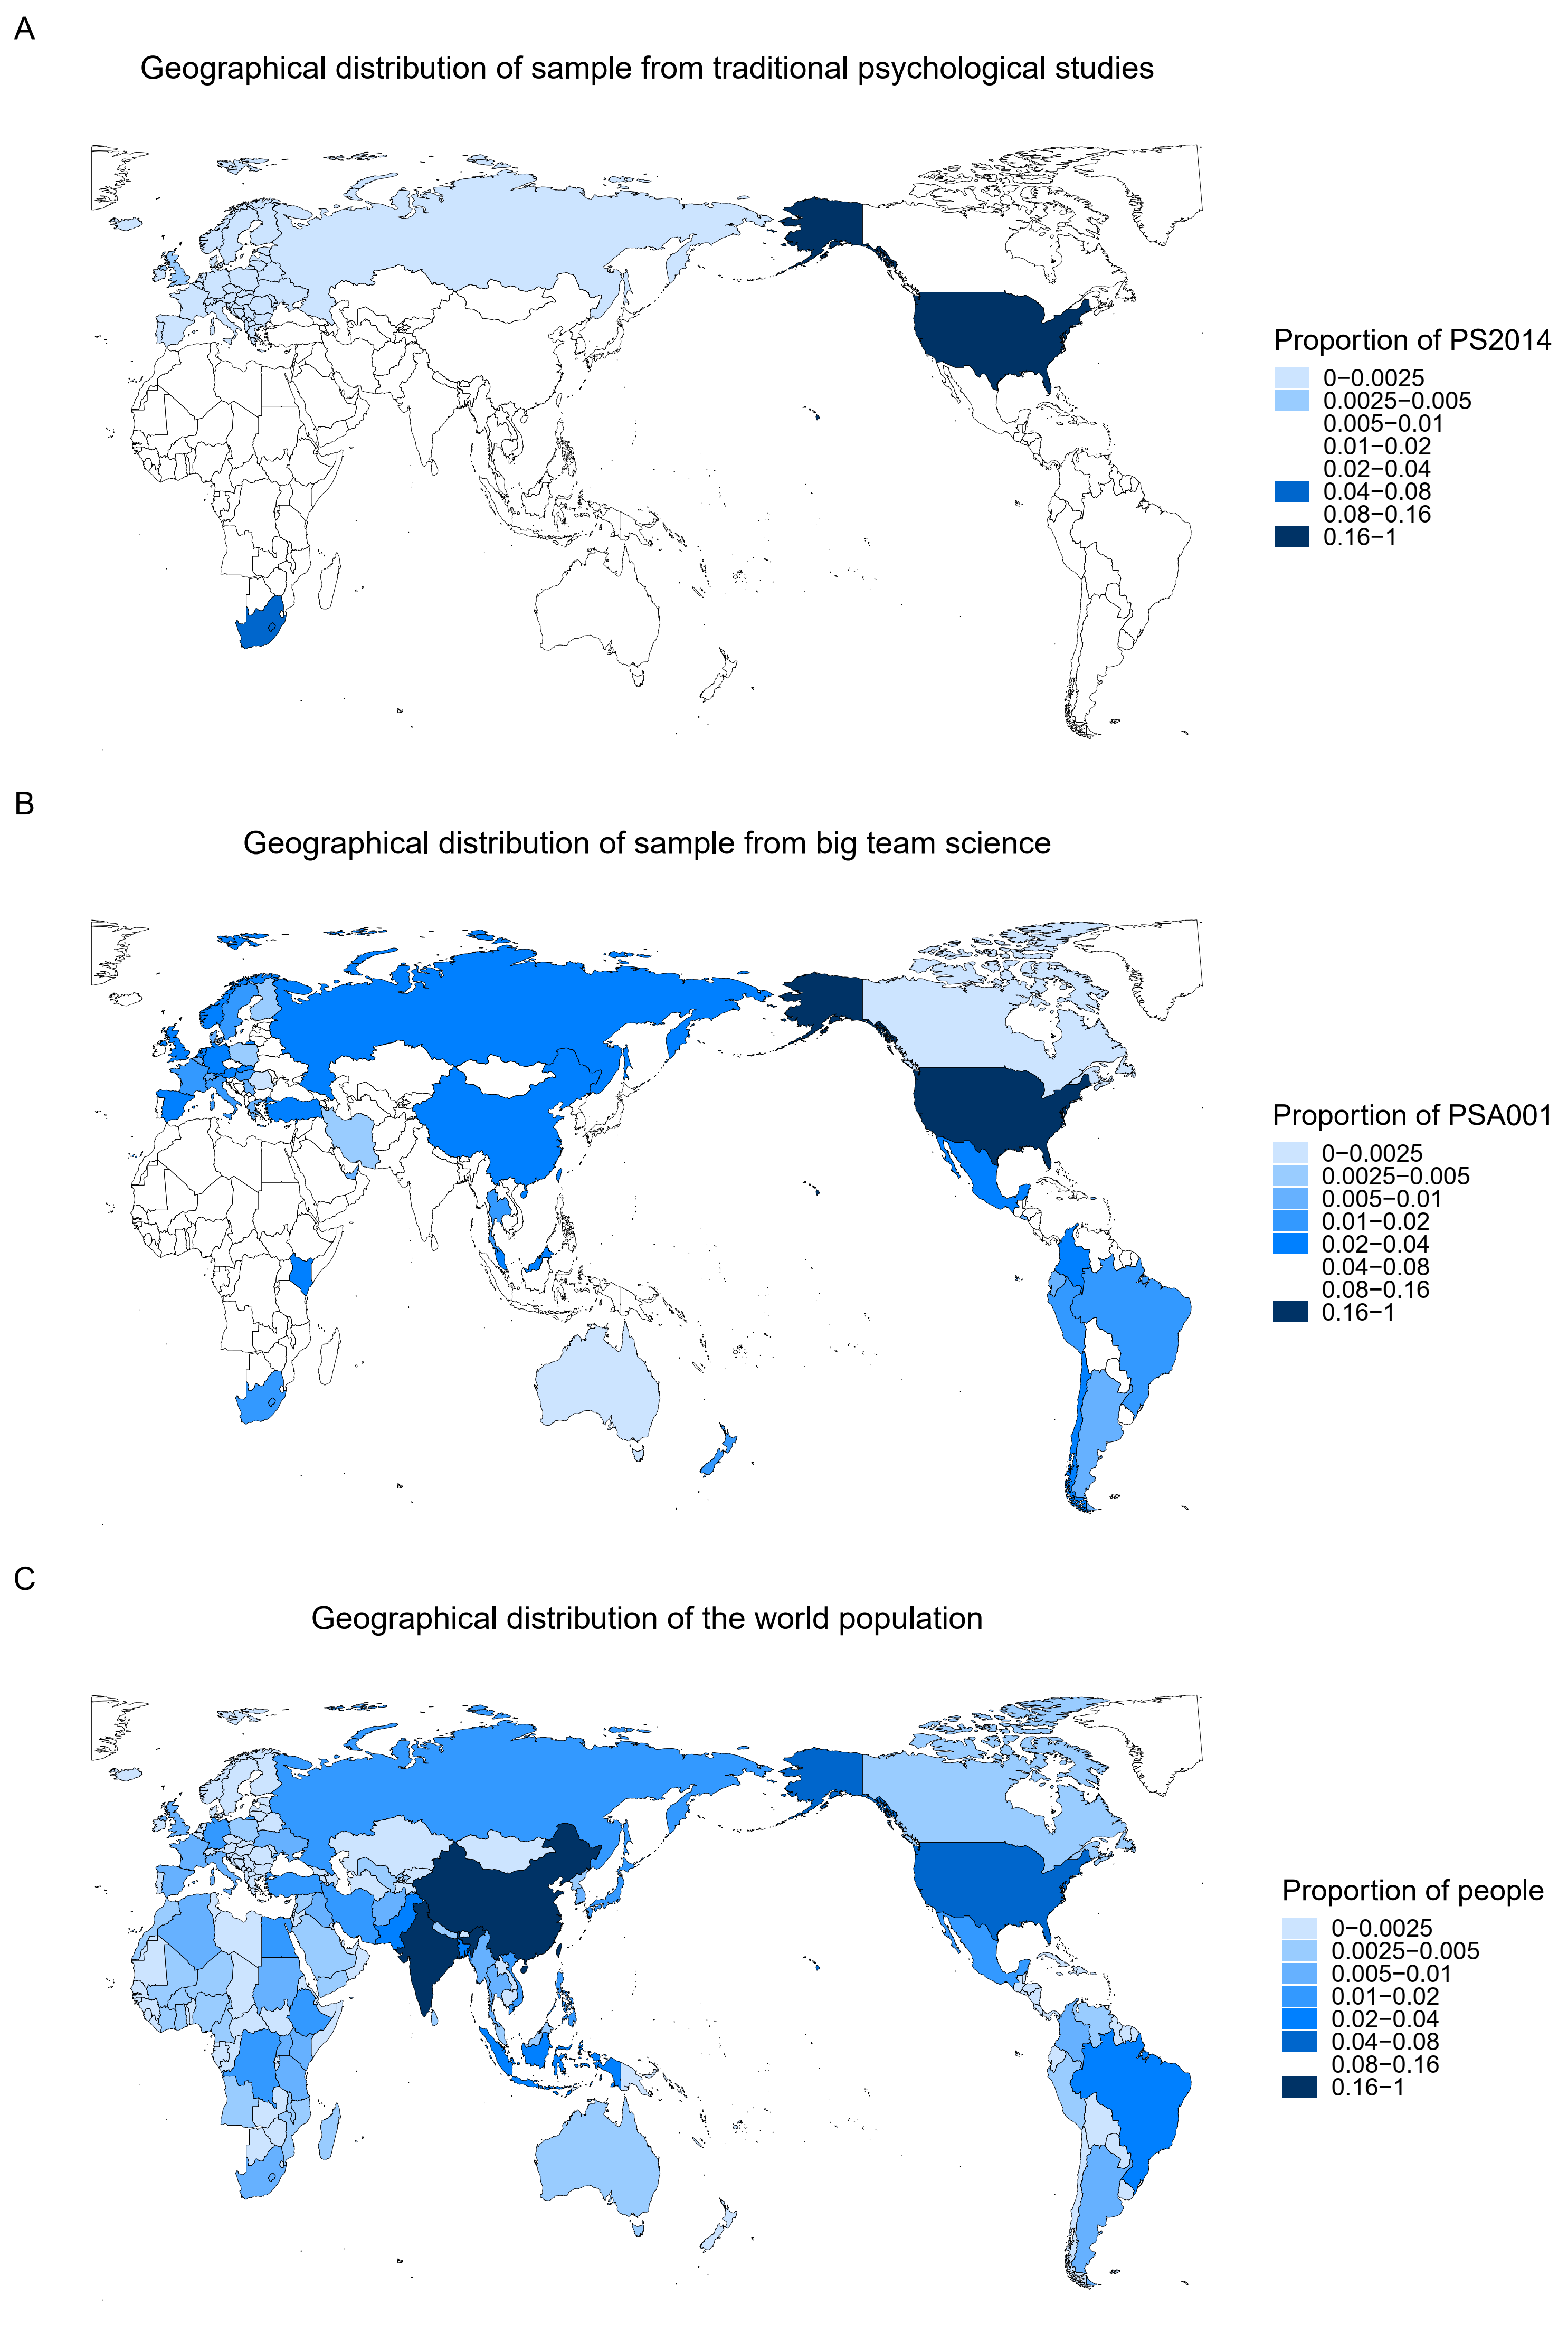 A
Geographical distribution of sample from traditional psychological studies
Proportion of PS2014
0−0.0025
0.0025−0.005
0.005−0.01
0.01−0.02
0.02−0.04
0.04−0.08
0.08−0.16
0.16−1
B
Geographical distribution of sample from big team science
Proportion of PSA001
0−0.0025
0.0025−0.005
0.005−0.01
0.01−0.02
0.02−0.04
0.04−0.08
0.08−0.16
0.16−1
C
Geographical distribution of the world population
Proportion of people
0−0.0025
0.0025−0.005
0.005−0.01
0.01−0.02
0.02−0.04
0.04−0.08
0.08−0.16
0.16−1